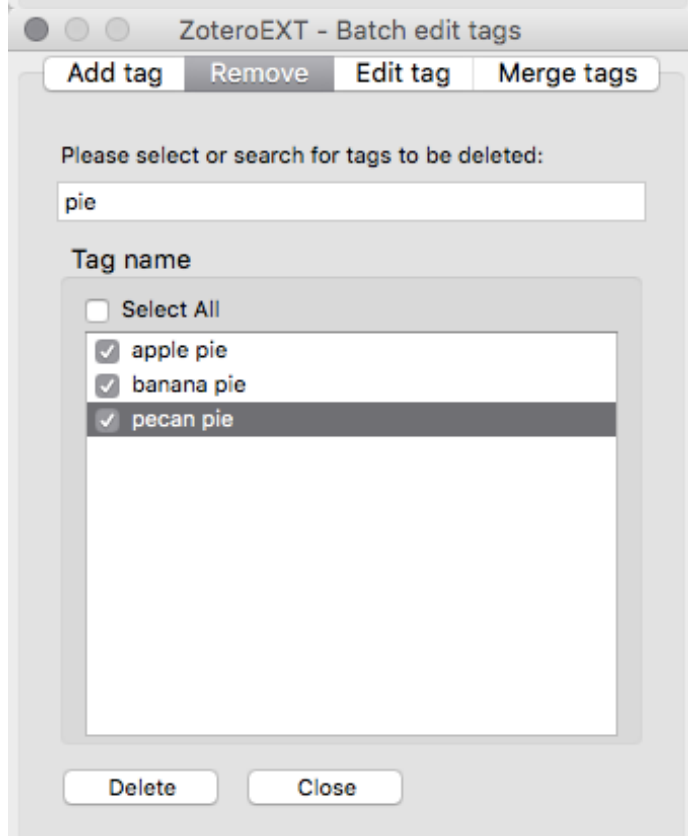 ZoteroEXT - Batch edit tags
Add tag Remove Edit tag Merge tags
Please select or search for tags to be deleted:
pie
Tag name
Select All
apple pie
banana pie
pecan pie
Delete Close